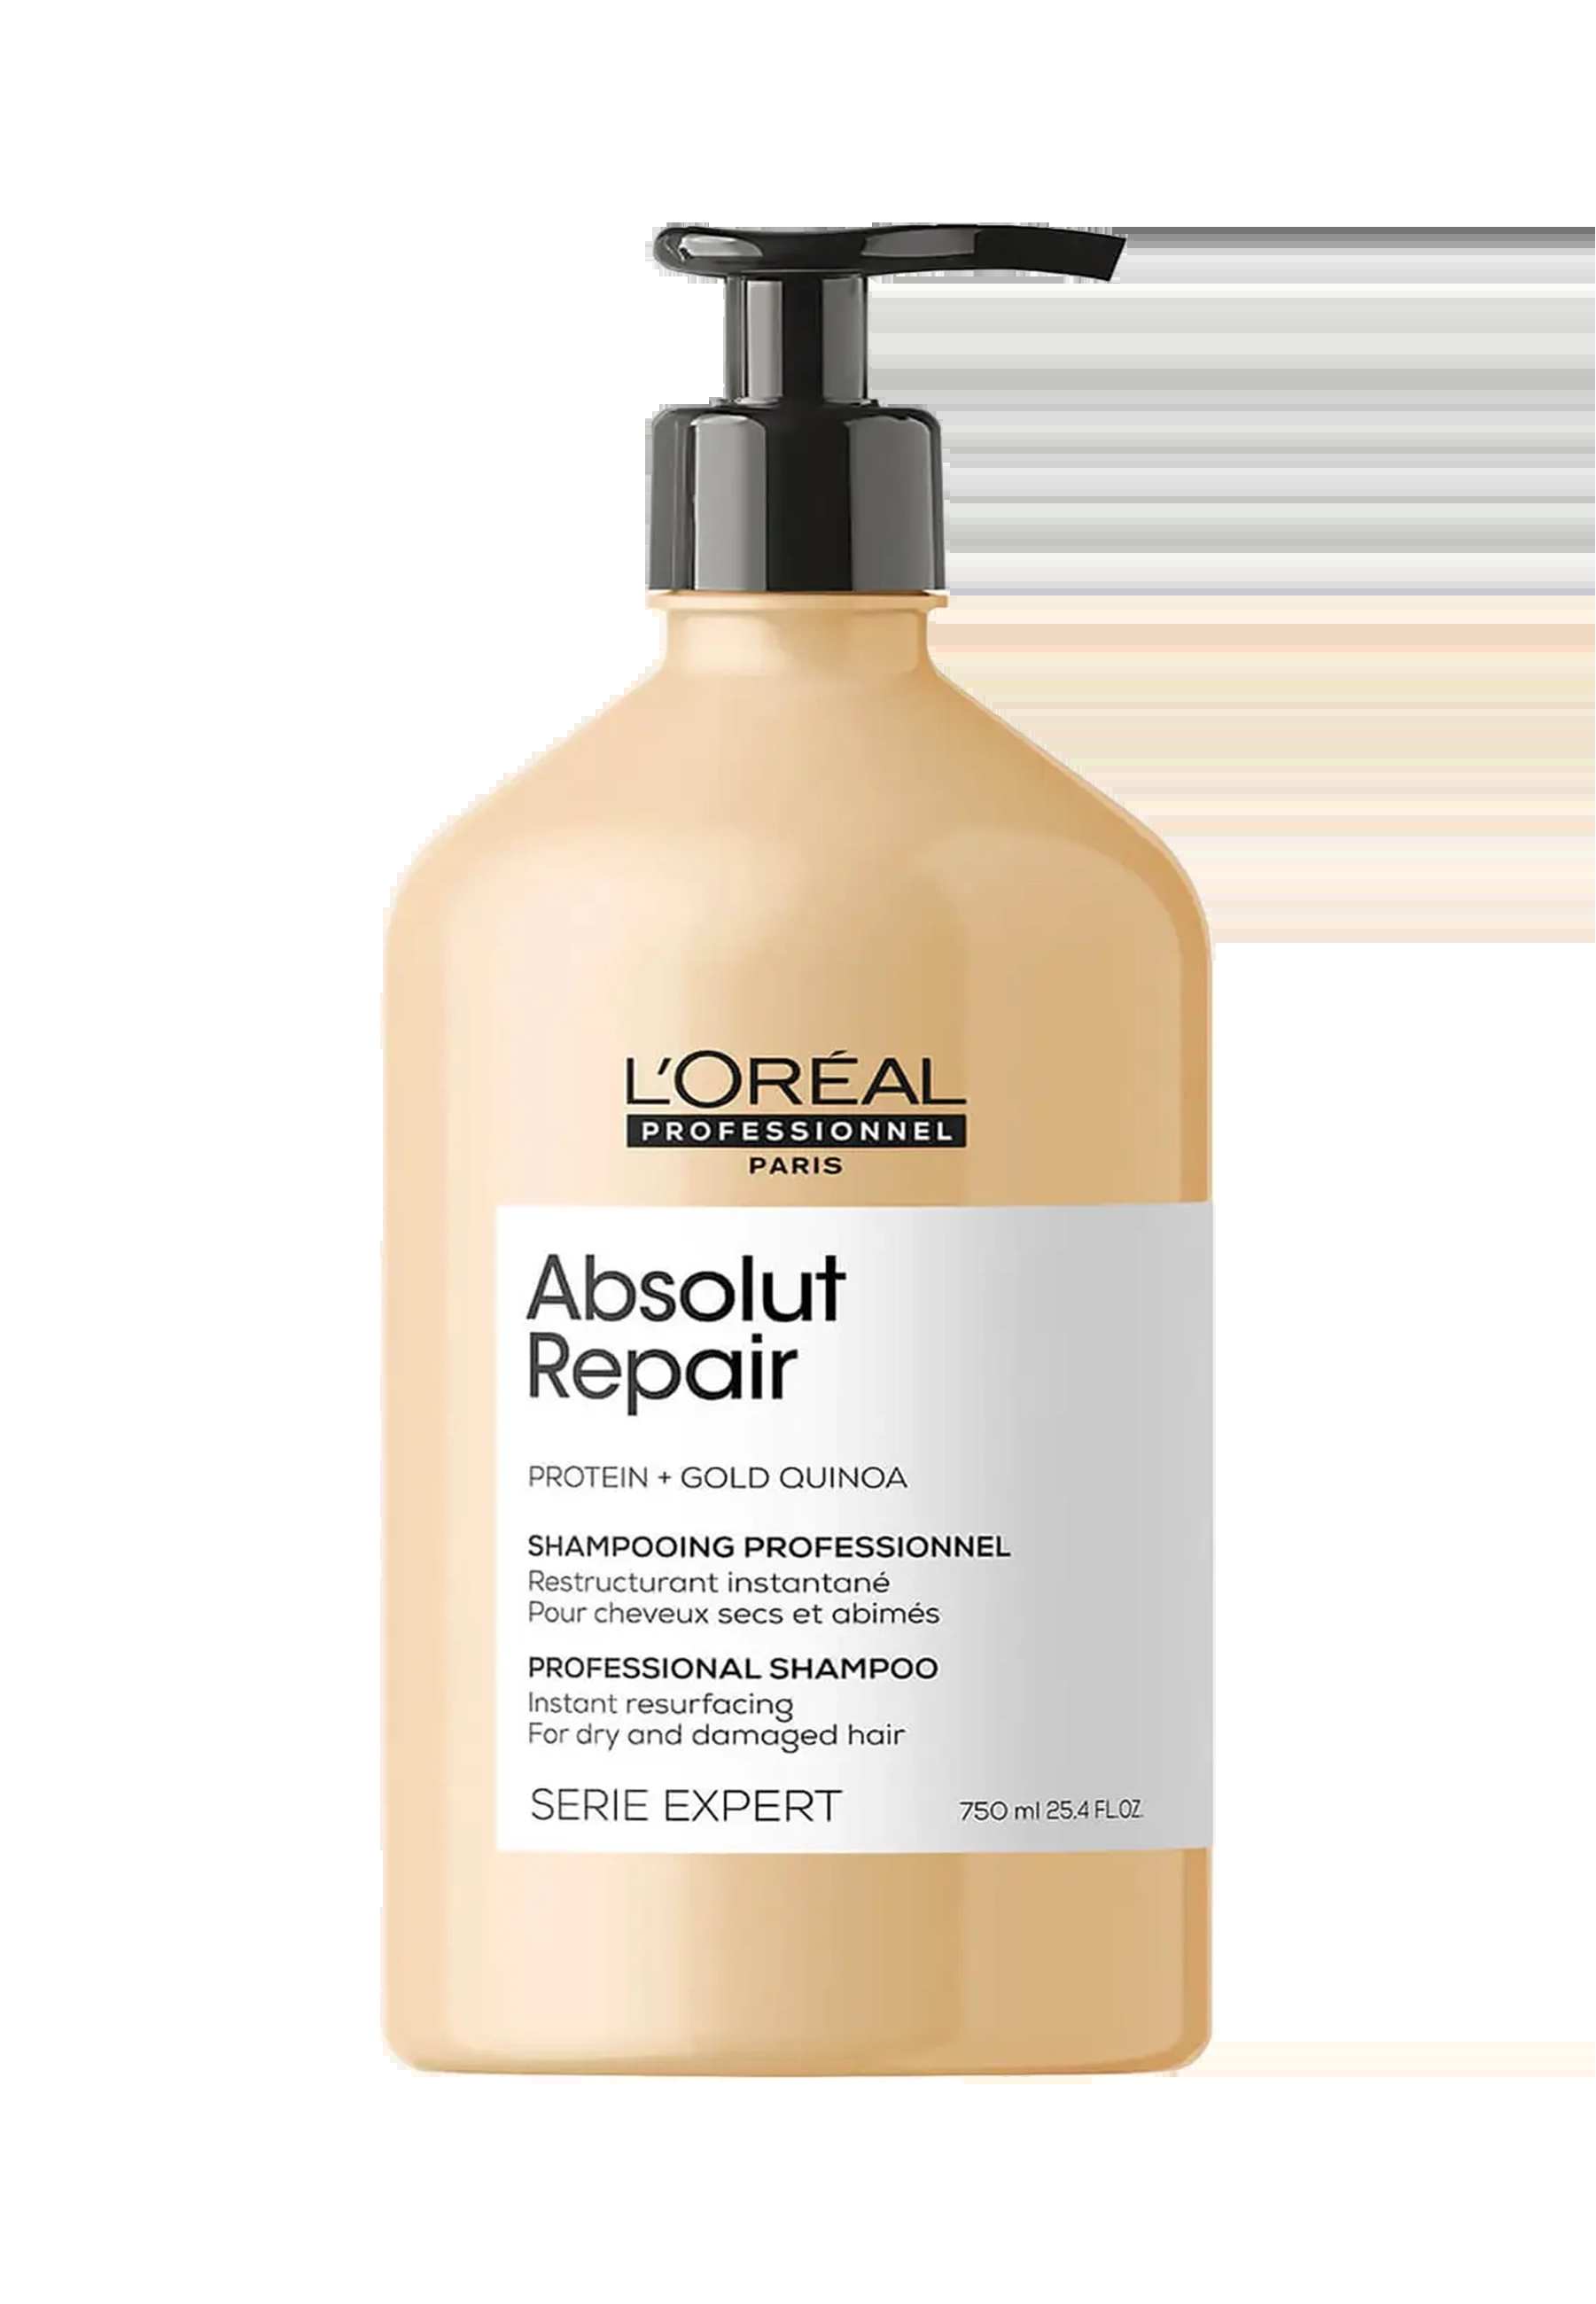 L'ORÉAL
PROFESSIONNEL
PARIS
Absolut
Repair
PROTEIN + GOLD QUINOA
SHAMPOOING PROFESSIONNEL
Restructurant instantané
Pour cheveux secs et abimés
PROFESSIONAL SHAMPOO
Instant resurfacing
For dry and damaged hair
SERIE EXPERT
750 ml 25.4 FL.OZ.